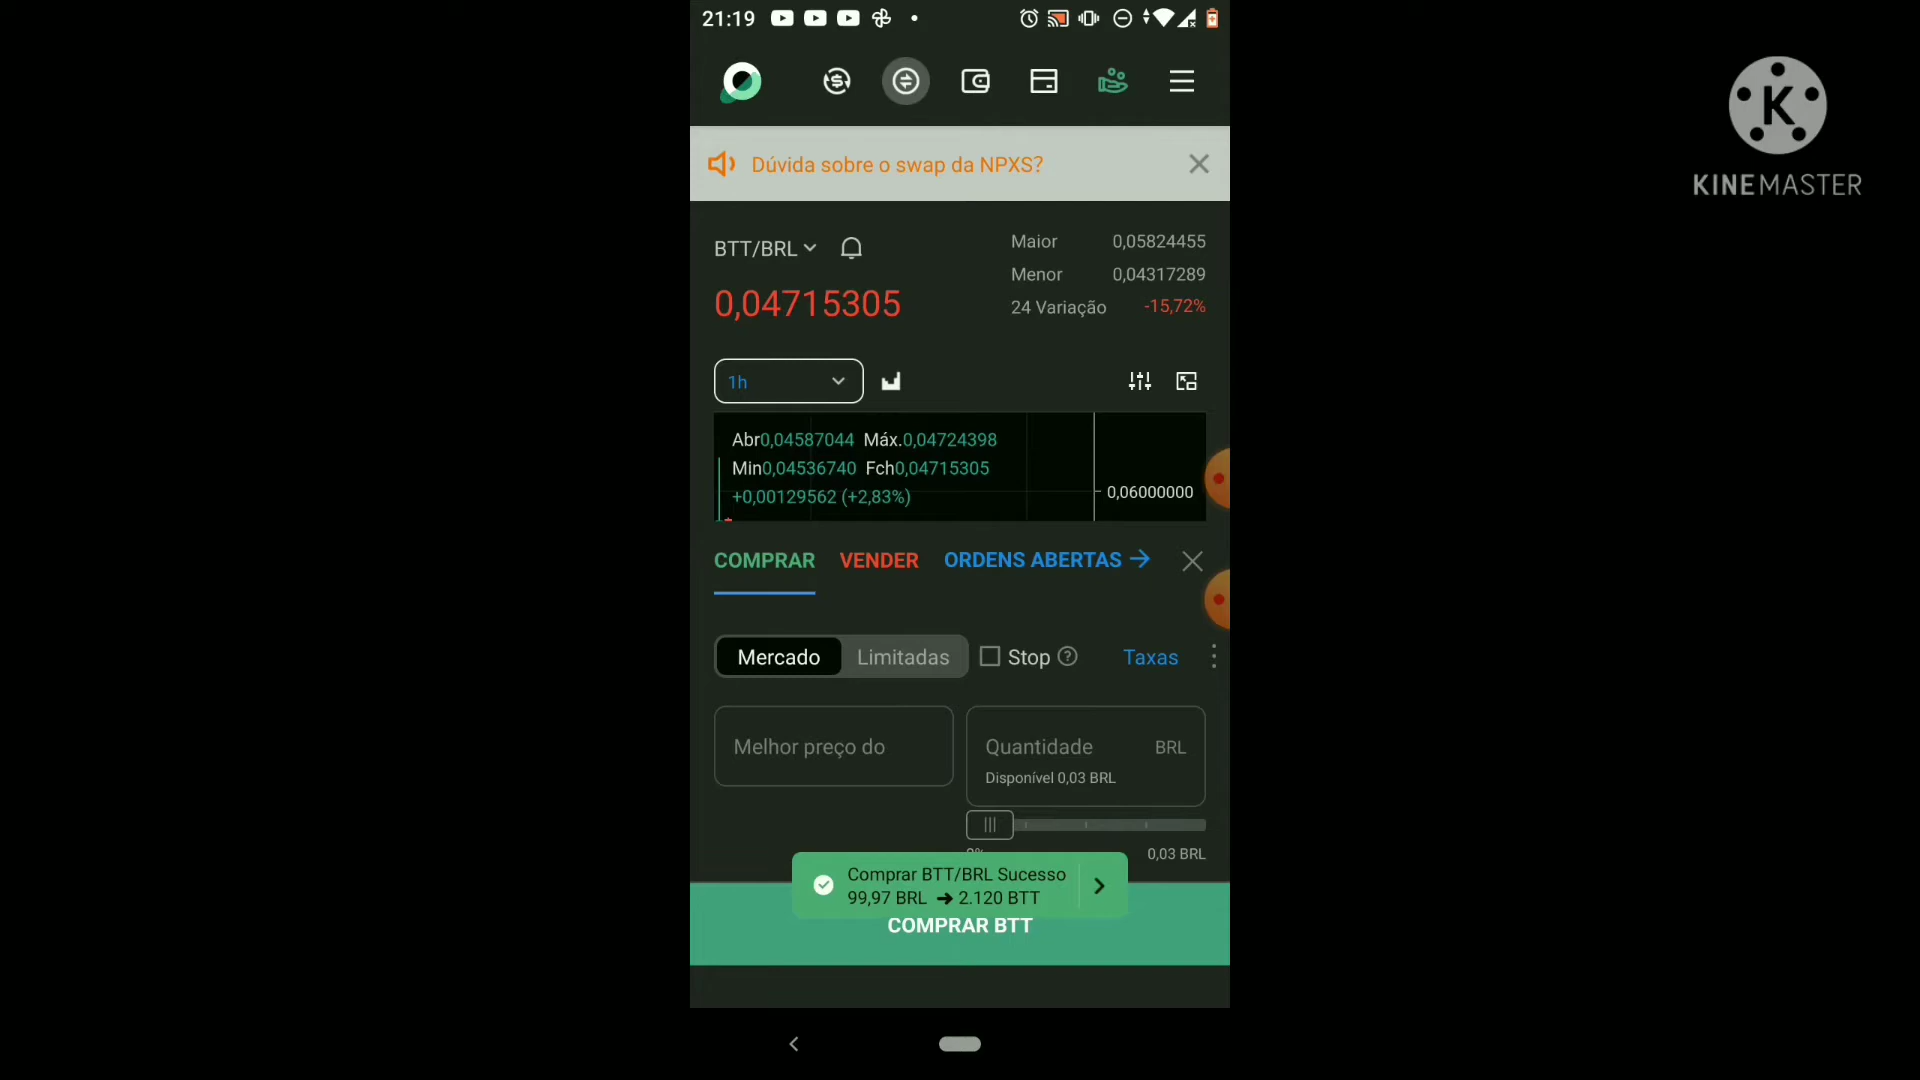 21:19
K
KINEMASTER
Dúvida sobre o swap da NPXS?
BTT/BRL
0,04715305
Maior 0,05824455
Menor 0,04317289
24 Variação -15,72%
1h
Abr0,04587044 Máx.0,04724398
Min0,04536740 Fch0,04715305
+0,00129562 (+2,83%)
0,06000000
COMPRAR VENDER ORDENS ABERTAS
Mercado Limitadas Stop ? Taxas
Melhor preço do
Quantidade BRL
Disponível 0,03 BRL
0,03 BRL
Comprar BTT/BRL Sucesso
99,97 BRL ➔ 2.120 BTT
COMPRAR BTT